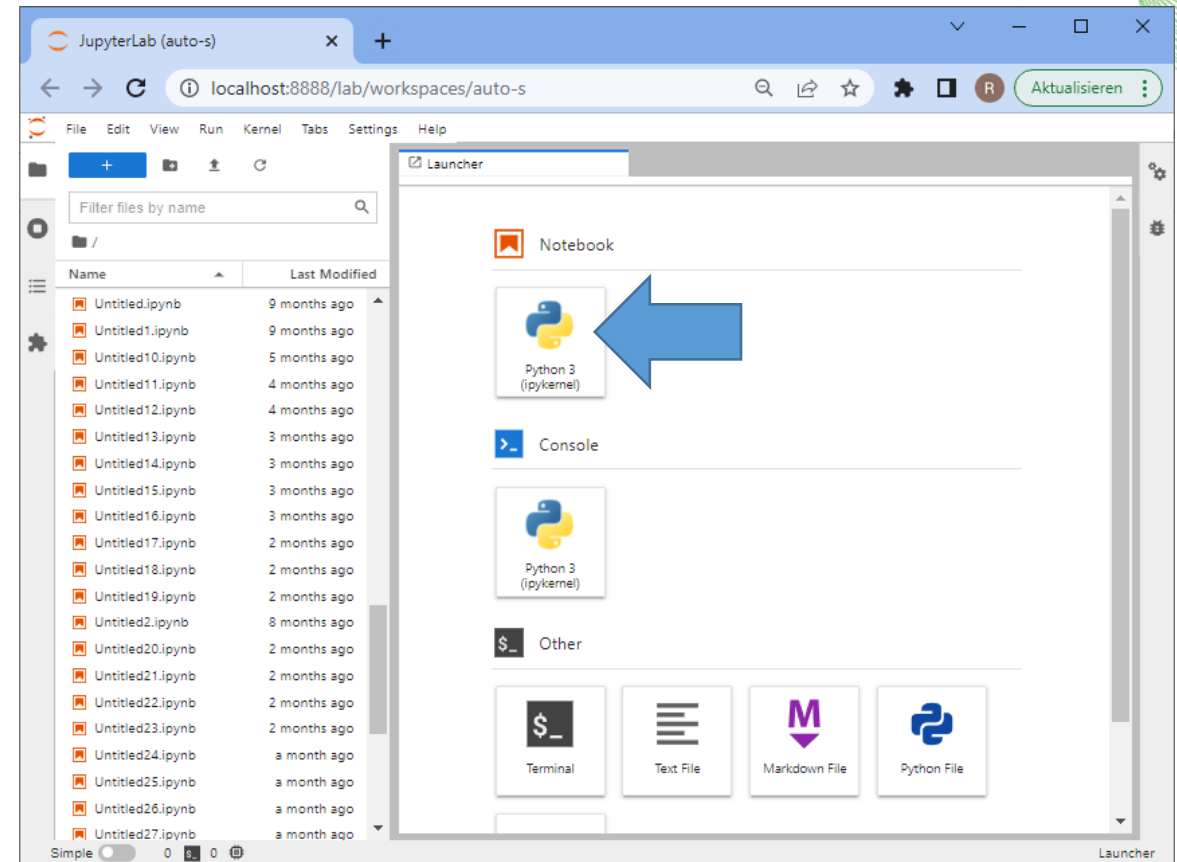 JupyterLab (auto-s)
localhost:8888/lab/workspaces/auto-s
R
Aktualisieren
File Edit View Run Kernel Tabs Settings Help
Launcher
Filter files by name
/
Name Last Modified
Untitled.ipynb 9 months ago
Untitled1.ipynb 9 months ago
Untitled10.ipynb 5 months ago
Untitled11.ipynb 4 months ago
Untitled12.ipynb 4 months ago
Untitled13.ipynb 3 months ago
Untitled14.ipynb 3 months ago
Untitled15.ipynb 3 months ago
Untitled16.ipynb 3 months ago
Untitled17.ipynb 2 months ago
Untitled18.ipynb 2 months ago
Untitled19.ipynb 2 months ago
Untitled2.ipynb 8 months ago
Untitled20.ipynb 2 months ago
Untitled21.ipynb 2 months ago
Untitled22.ipynb 2 months ago
Untitled23.ipynb 2 months ago
Untitled24.ipynb a month ago
Untitled25.ipynb a month ago
Untitled26.ipynb a month ago
Untitled27.ipynb a month ago
Notebook
Python 3
(ipykernel)
Console
Python 3
(ipykernel)
$_ Other
$_
M
Terminal Text File Markdown File Python File
Simple 0 $_ 0 Launcher